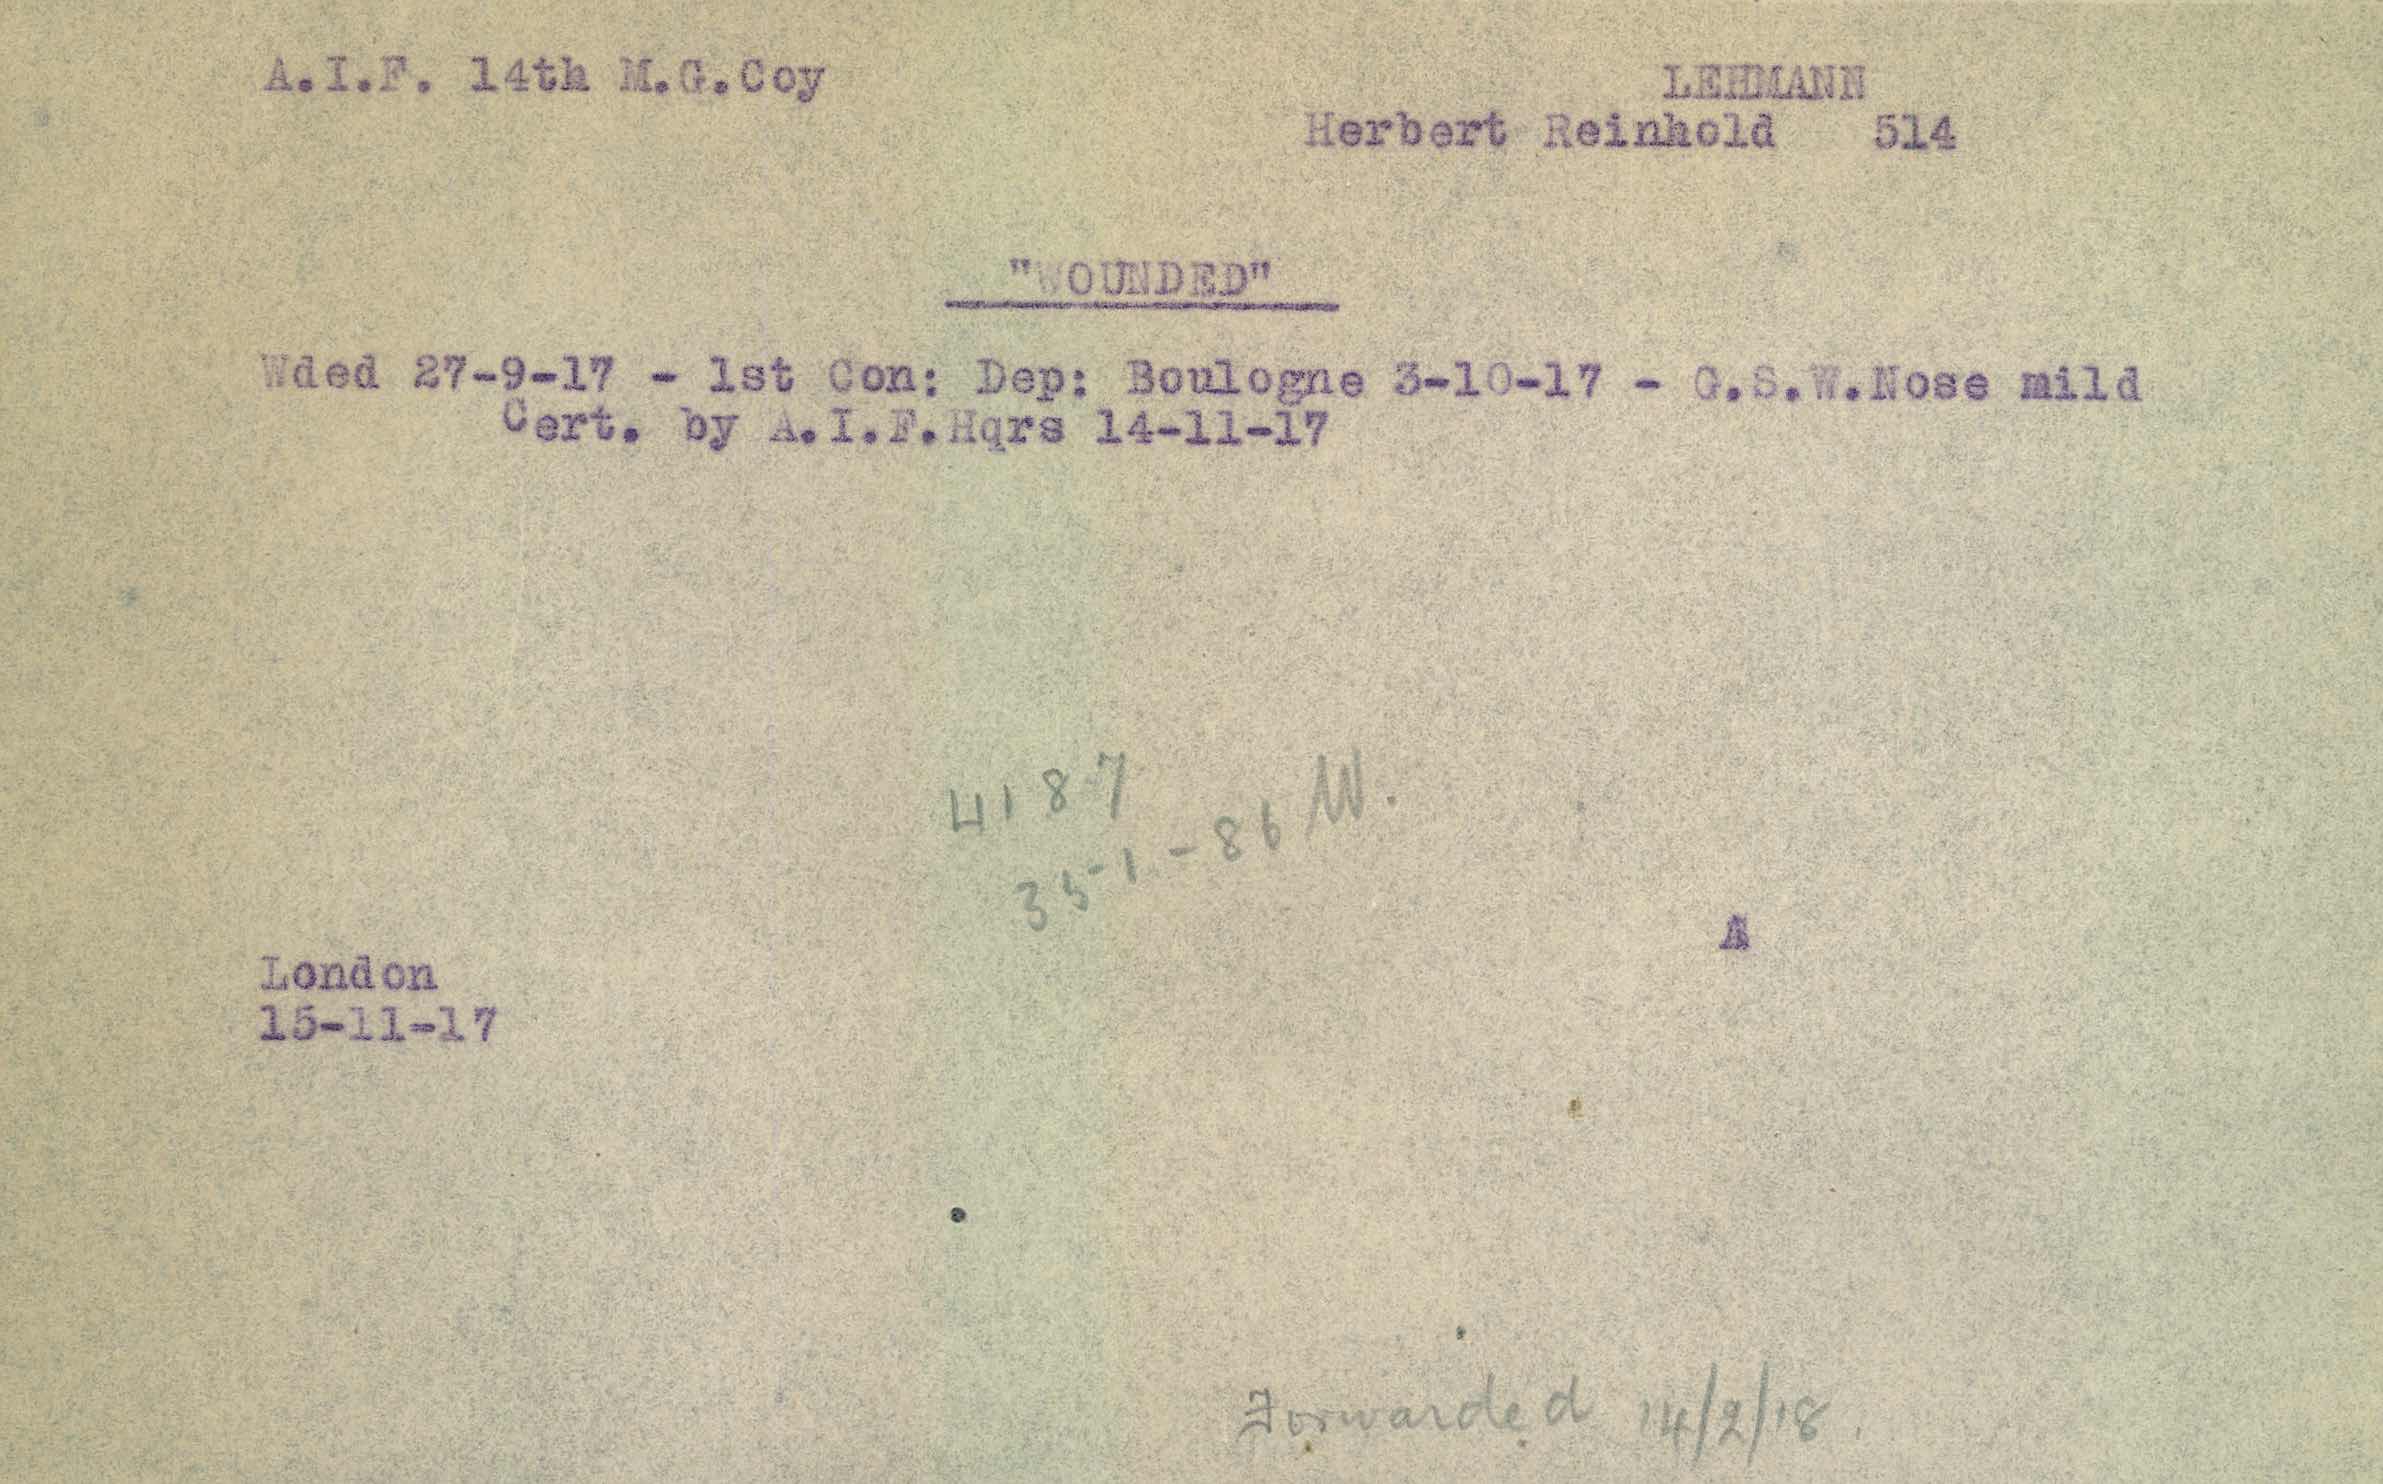 A.I.F. 14th M.G.Coy
LEHMANN
Herbert Reinhold 514
"WOUNDED"
Wded 27-9-17 - 1st Con: Dep: Boulogne 3-10-17 - G.S.W.Nose mild
Cert. by A.I.F.Hqrs 14-11-17
4187
35-1-86 W.
A
London
15-11-17
Forwarded 14/2/18.